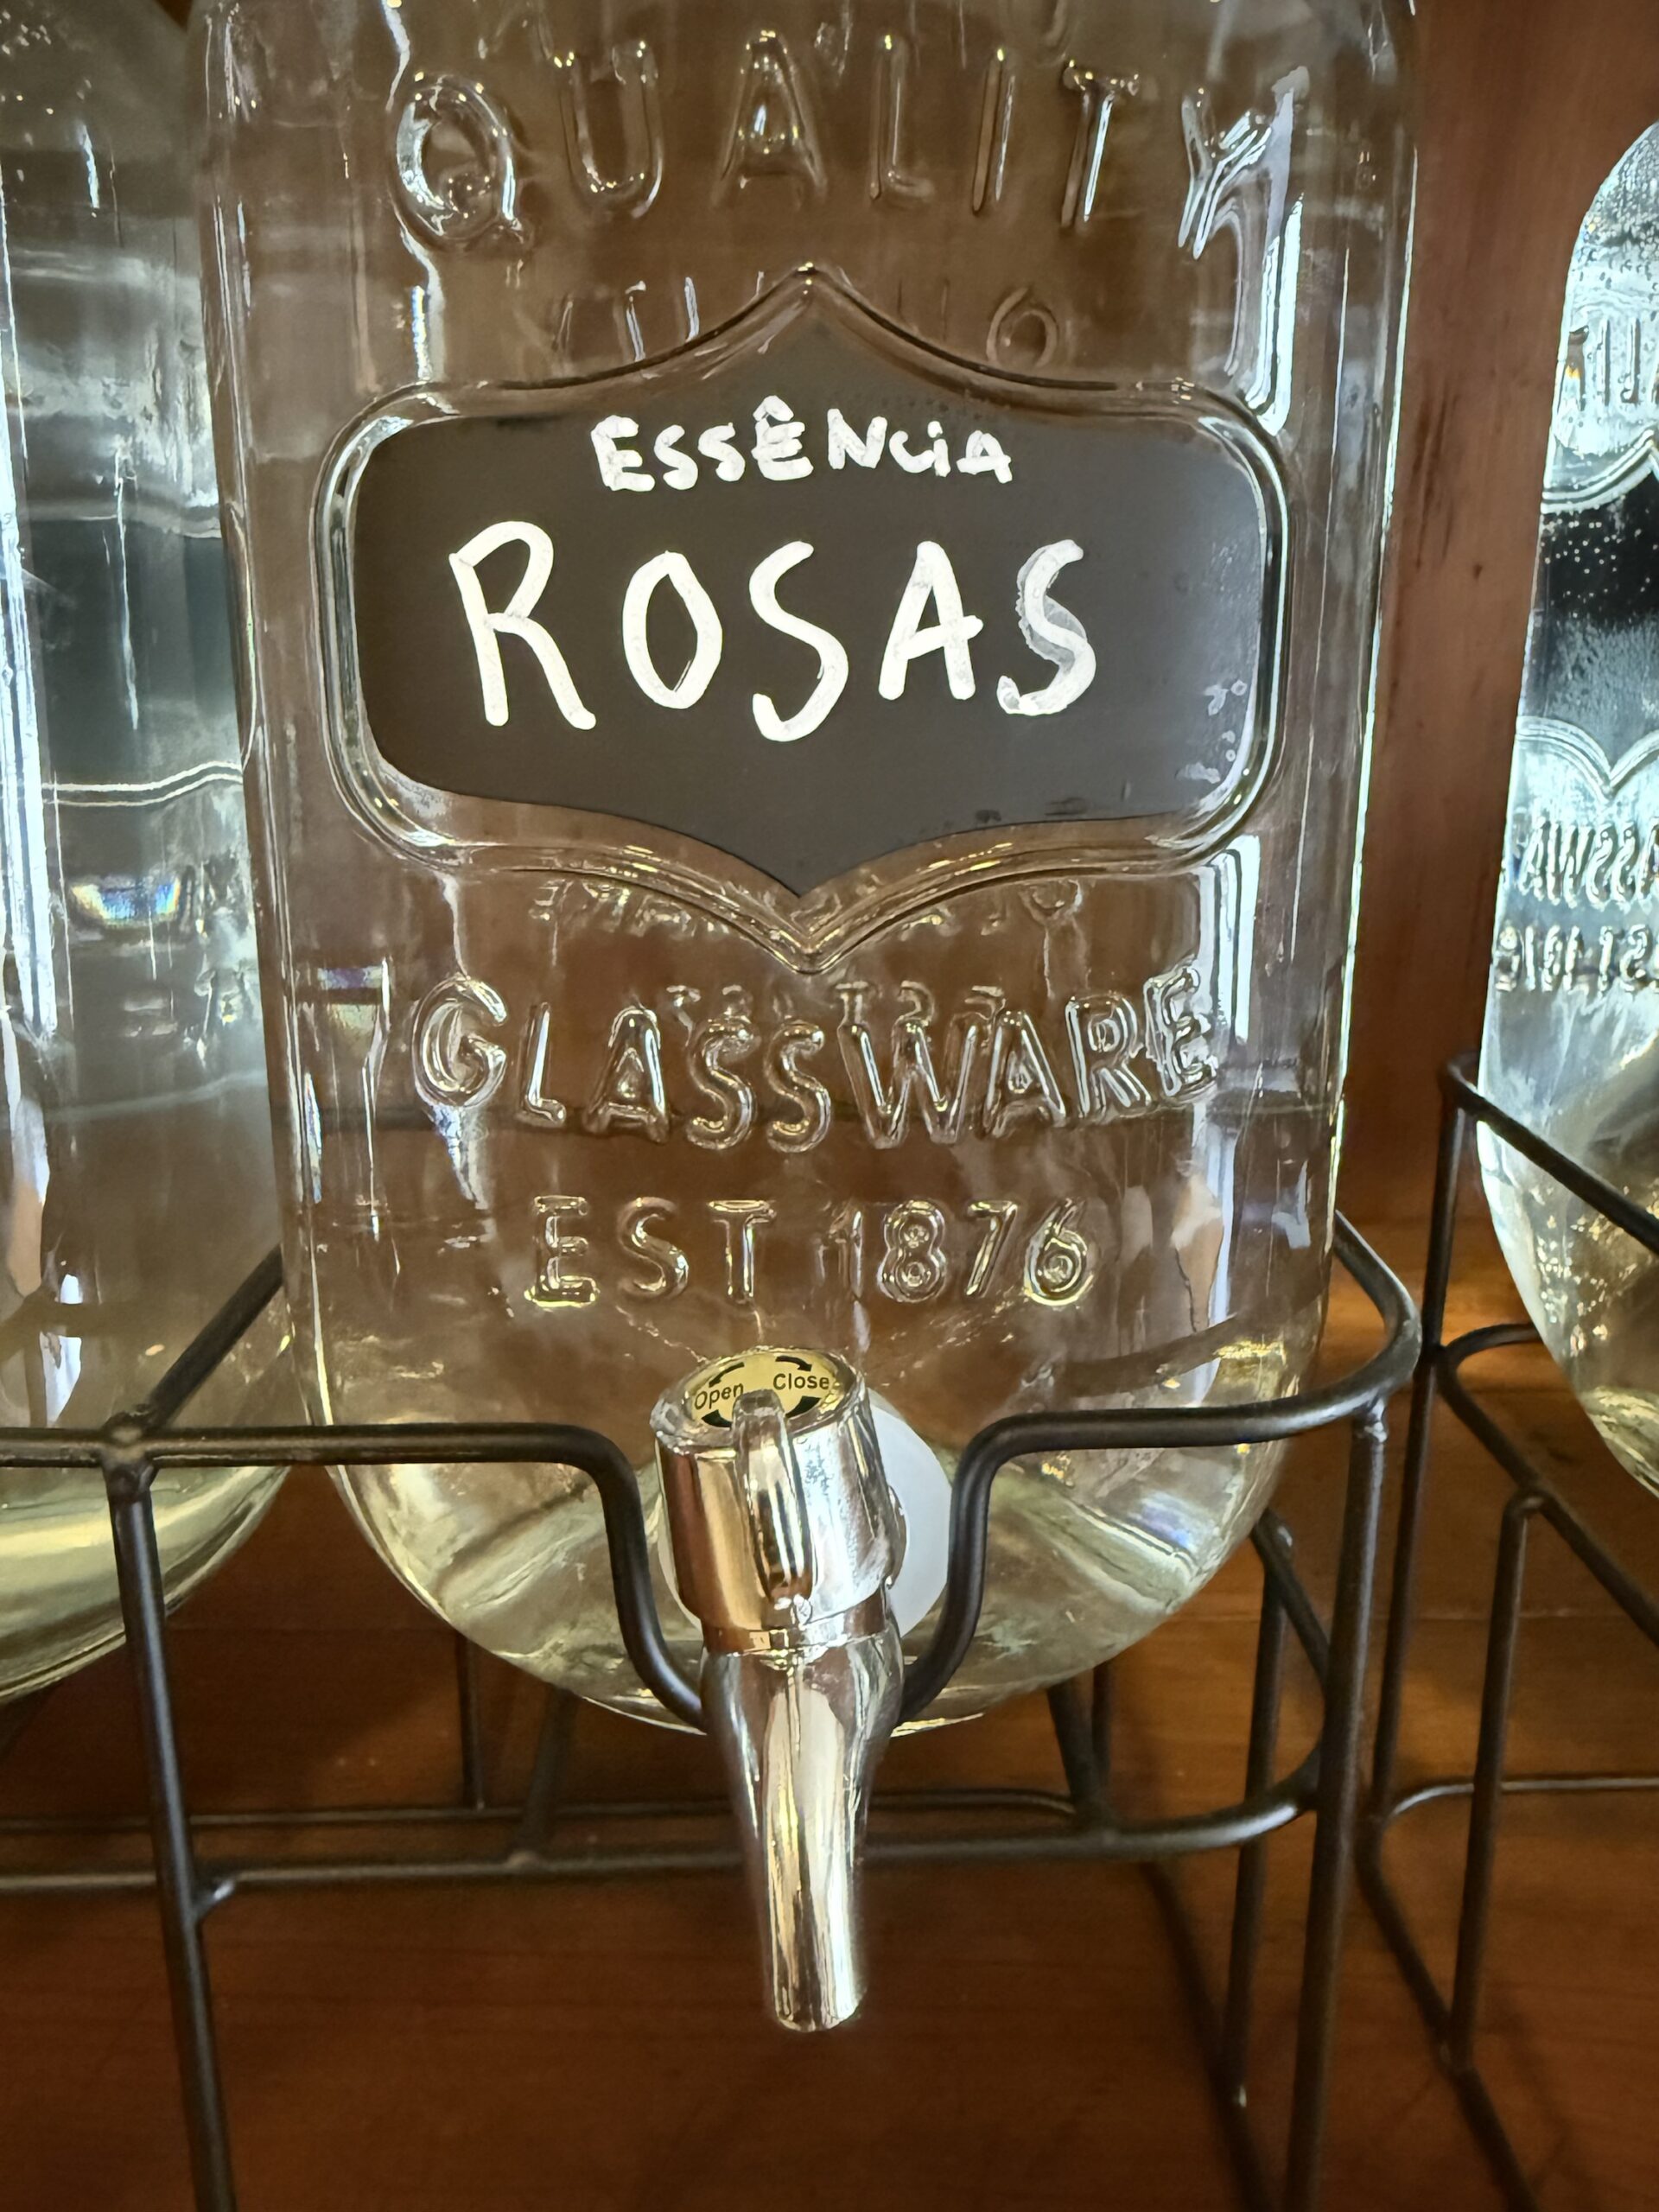 QUALITY
ESSÊNCiA
ROSAS
GLASSWARE
EST 1876
Open Close